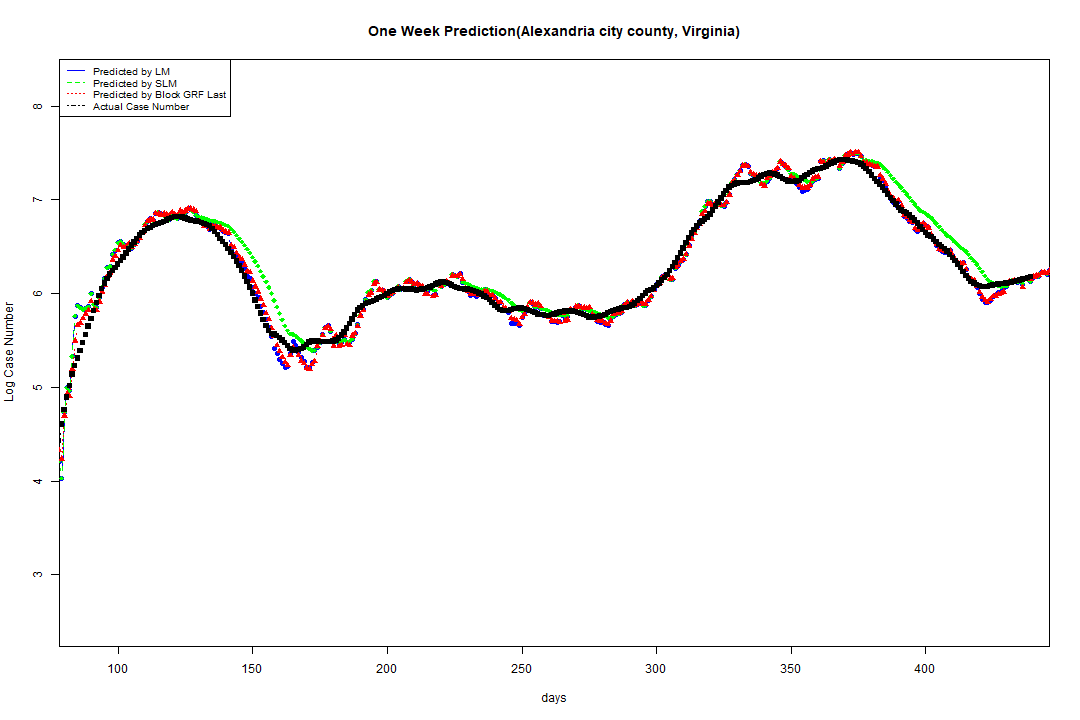 One Week Prediction(Alexandria city county, Virginia)
Predicted by LM
Predicted by SLM
Predicted by Block GRF Last
Actual Case Number
8
7
6
5
4
3
Log Case Number
100 150 200 250 300 350 400
days